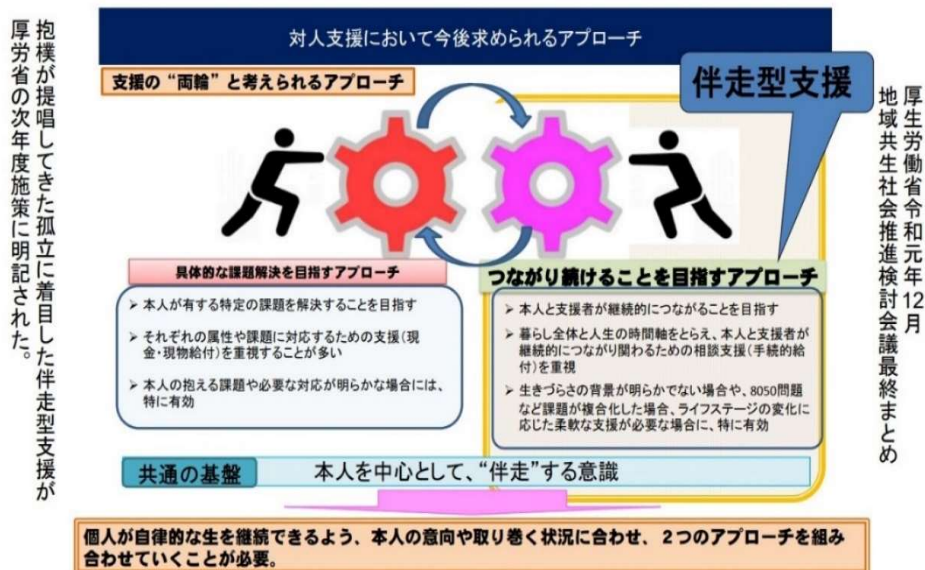 対人支援において今後求められるアプローチ
支援の“両輪”と考えられるアプローチ
伴走型支援
厚生労働省令和元年12月
地域共生社会推進検討会議最終まとめ
抱樸が提唱してきた孤立に着目した伴走型支援が
厚労省の次年度施策に明記された。
具体的な課題解決を目指すアプローチ
➢ 本人が有する特定の課題を解決することを目指す
➢ それぞれの属性や課題に対応するための支援(現
金・現物給付)を重視することが多い
➢ 本人の抱える課題や必要な対応が明らかな場合には、
特に有効
つながり続けることを目指すアプローチ
➢ 本人と支援者が継続的につながることを目指す
➢ 暮らし全体と人生の時間軸をとらえ、本人と支援者が
継続的につながり関わるための相談支援(手続的給
付)を重視
➢ 生きづらさの背景が明らかでない場合や、8050問題
など課題が複合化した場合、ライフステージの変化に
応じた柔軟な支援が必要な場合に、特に有効
共通の基盤
本人を中心として、“伴走”する意識
個人が自律的な生を継続できるよう、本人の意向や取り巻く状況に合わせ、２つのアプローチを組み
合わせていくことが必要。